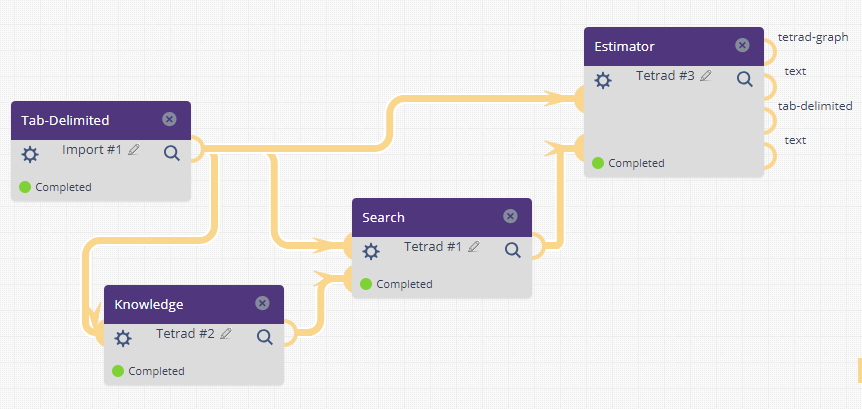 Estimator
tetrad-graph
Tetrad #3
text
tab-delimited
text
Completed
Tab-Delimited
Import #1
Completed
Search
Tetrad #1
Completed
Knowledge
Tetrad #2
Completed